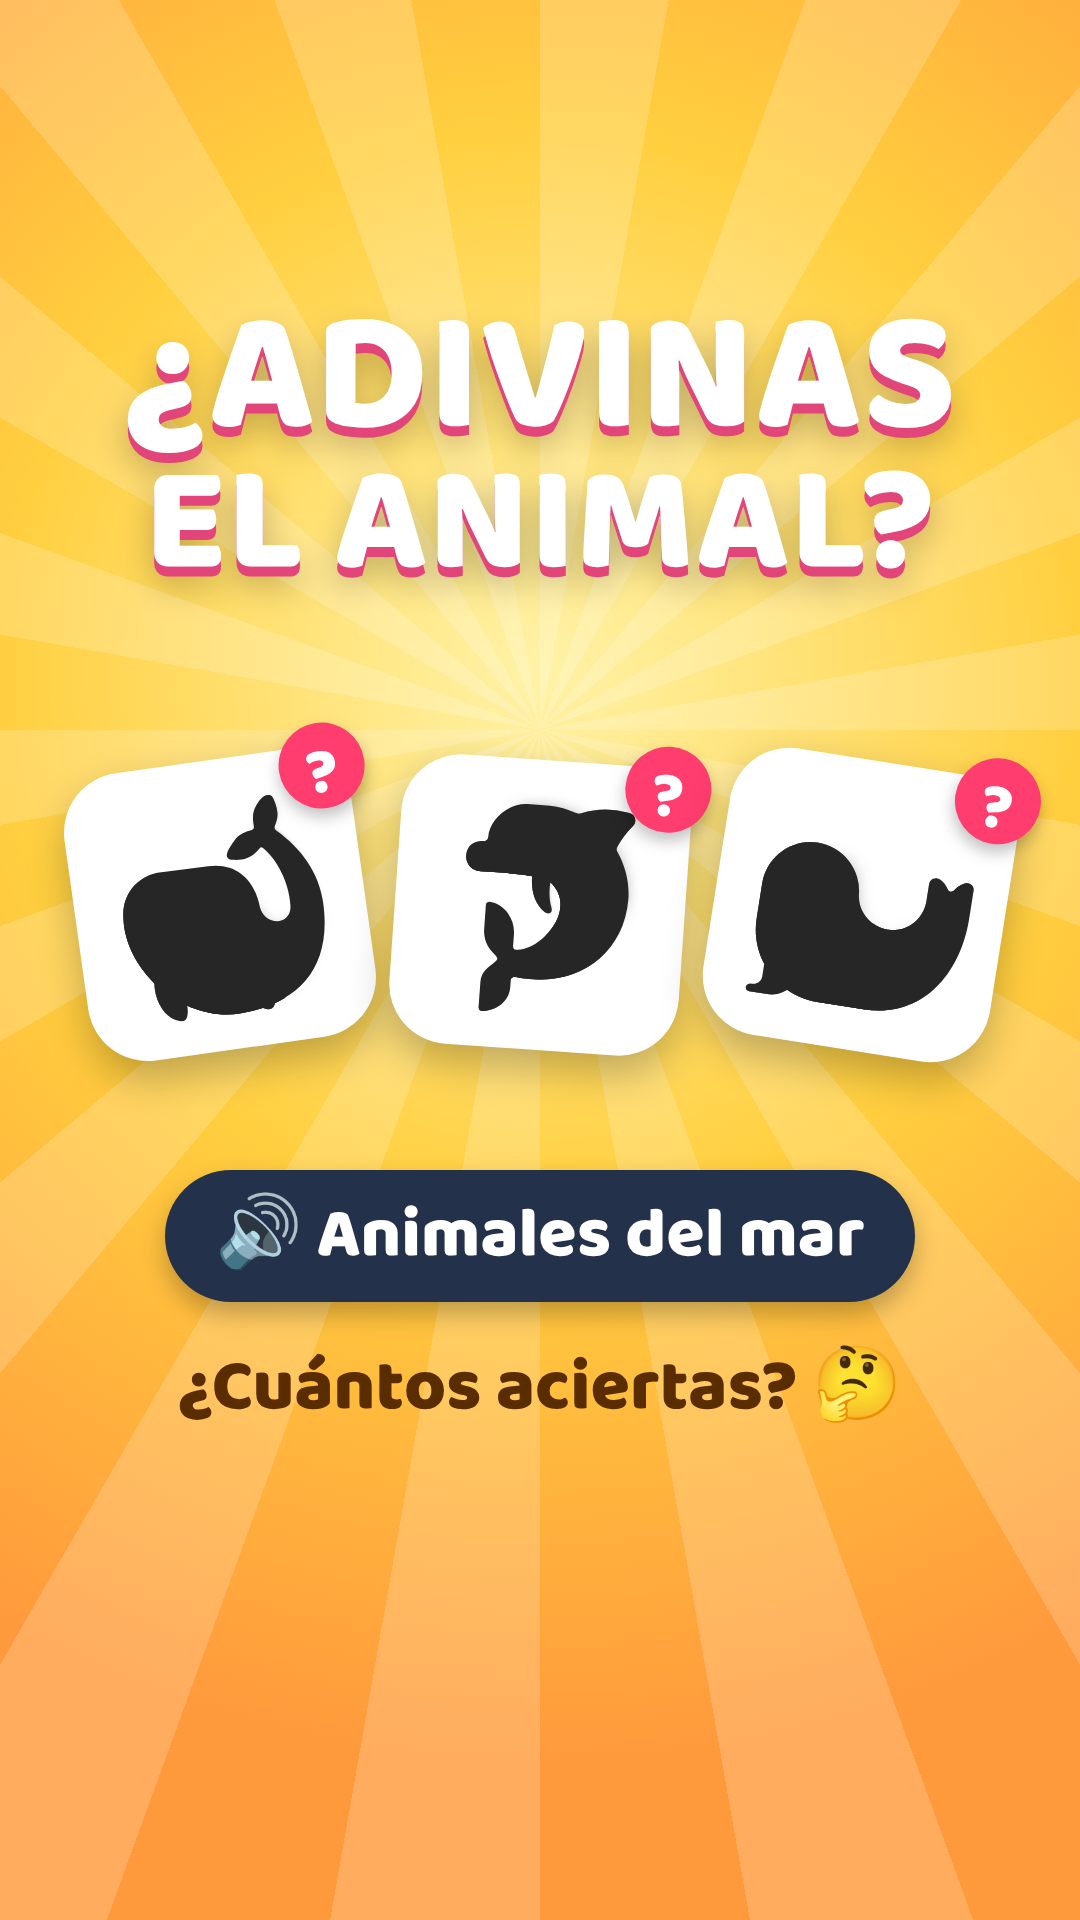 ¿ADIVINAS
EL ANIMAL?
?
?
?
Animales del mar
¿Cuántos aciertas?